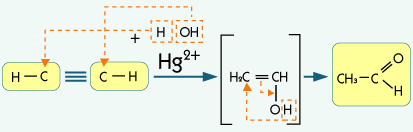 + H OH
H–C≡C–H
Hg2+
H2C=CH
OH
CH3–C
O
H